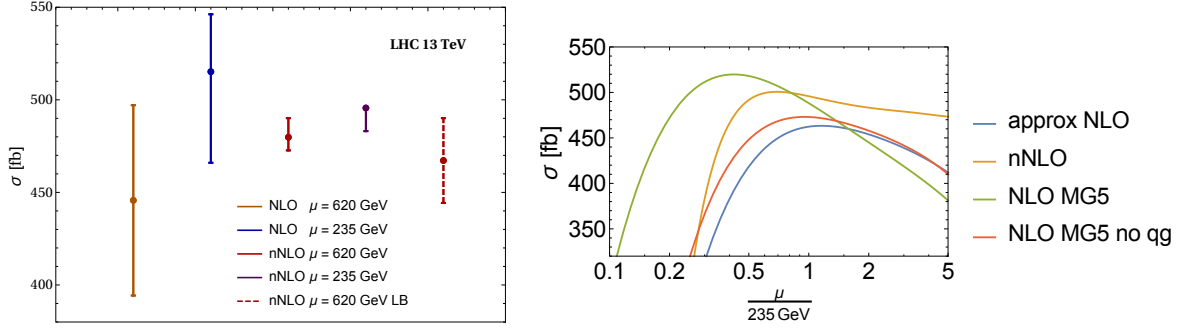 550
500
450
400
σ [fb]
LHC 13 TeV
NLO μ = 620 GeV
NLO μ = 235 GeV
nNLO μ = 620 GeV
nNLO μ = 235 GeV
nNLO μ = 620 GeV LB
550
500
450
400
350
σ [fb]
0.1 0.2 0.5 1 2 5
μ
235 GeV
approx NLO
nNLO
NLO MG5
NLO MG5 no qg